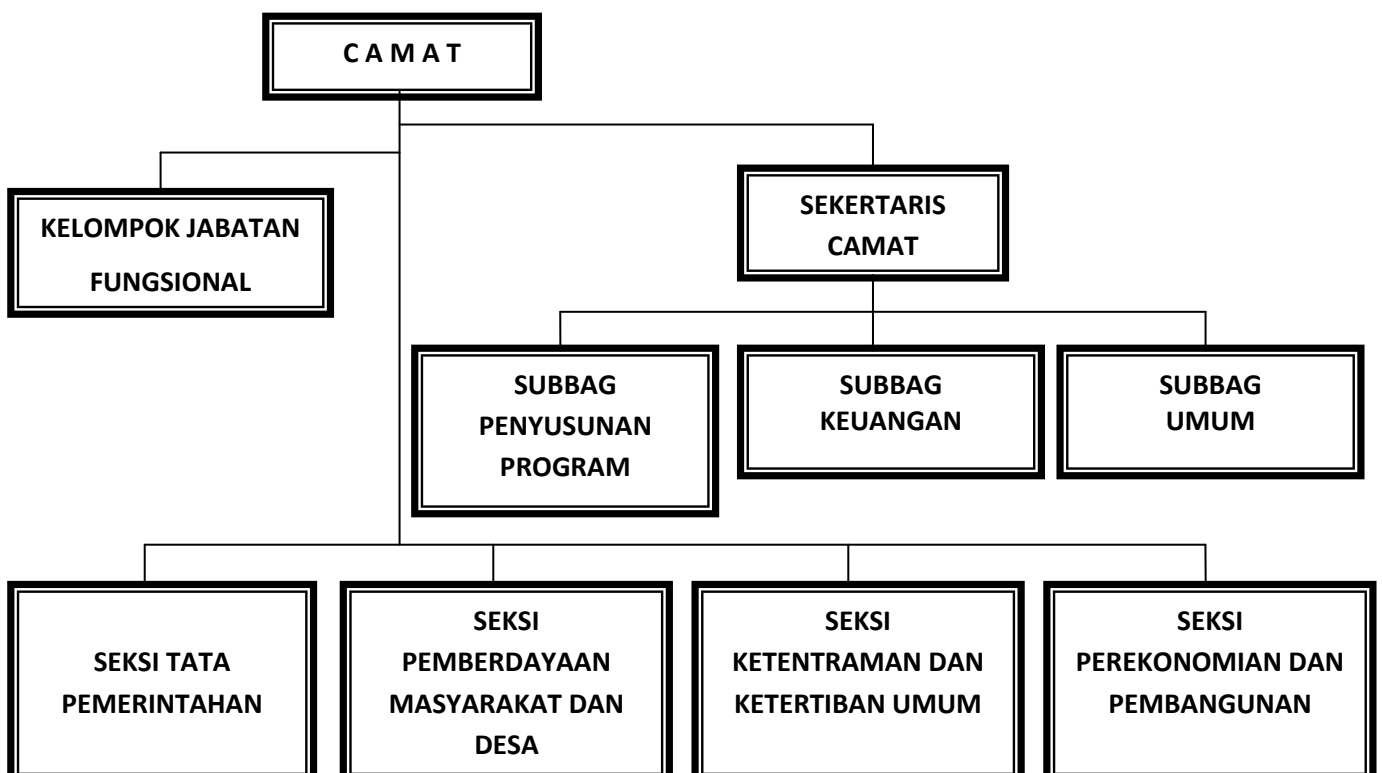 C A M A T
KELOMPOK JABATAN
FUNGSIONAL
SEKERTARIS
CAMAT
SUBBAG
PENYUSUNAN
PROGRAM
SUBBAG
KEUANGAN
SUBBAG
UMUM
SEKSI TATA
PEMERINTAHAN
SEKSI
PEMBERDAYAAN
MASYARAKAT DAN
DESA
SEKSI
KETENTRAMAN DAN
KETERTIBAN UMUM
SEKSI
PEREKONOMIAN DAN
PEMBANGUNAN